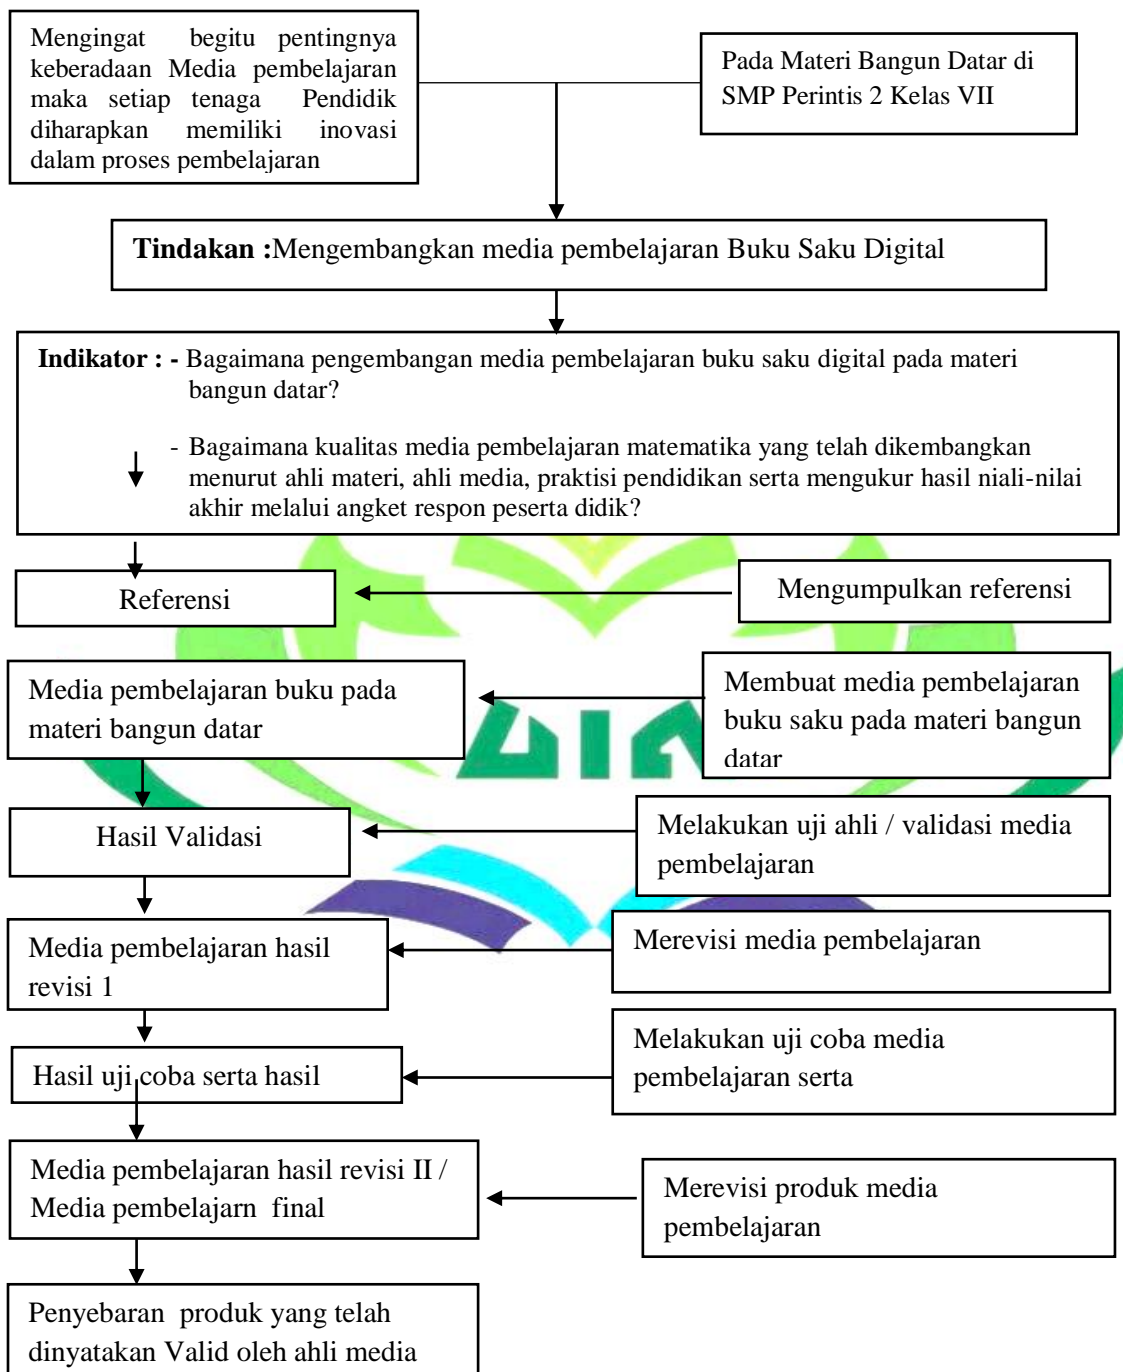 Mengingat begitu pentingnya
keberadaan Media pembelajaran
maka setiap tenaga Pendidik
diharapkan memiliki inovasi
dalam proses pembelajaran
Pada Materi Bangun Datar di
SMP Perintis 2 Kelas VII
Tindakan :Mengembangkan media pembelajaran Buku Saku Digital
Indikator : - Bagaimana pengembangan media pembelajaran buku saku digital pada materi
bangun datar?
- Bagaimana kualitas media pembelajaran matematika yang telah dikembangkan
menurut ahli materi, ahli media, praktisi pendidikan serta mengukur hasil niali-nilai
akhir melalui angket respon peserta didik?
Referensi
Mengumpulkan referensi
Media pembelajaran buku pada
materi bangun datar
Membuat media pembelajaran
buku saku pada materi bangun
datar
Hasil Validasi
Melakukan uji ahli / validasi media
pembelajaran
Media pembelajaran hasil
revisi 1
Merevisi media pembelajaran
Hasil uji coba serta hasil
Melakukan uji coba media
pembelajaran serta
Media pembelajaran hasil revisi II /
Media pembelajarn final
Merevisi produk media
pembelajaran
Penyebaran produk yang telah
dinyatakan Valid oleh ahli media